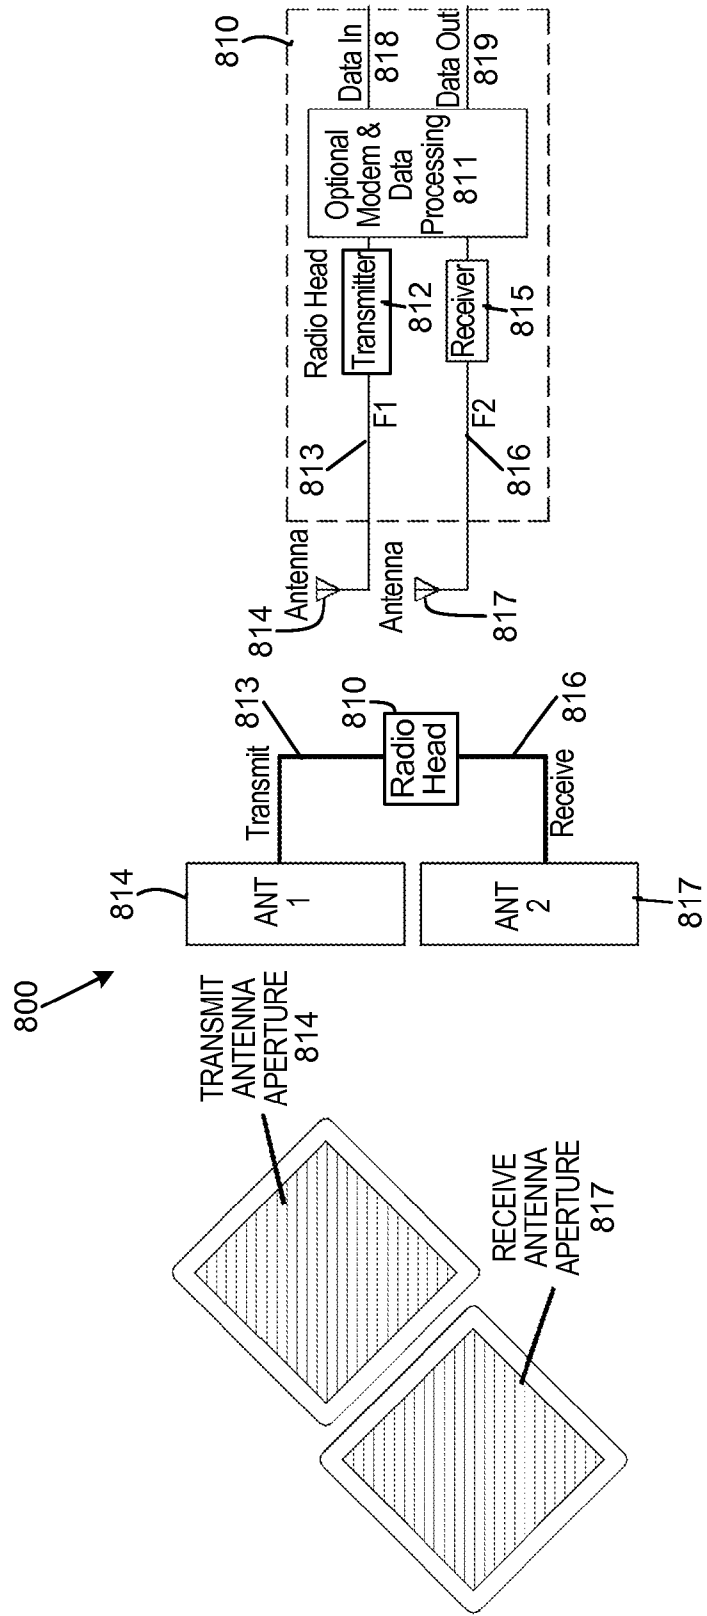 800
TRANSMIT
ANTENNA
APERTURE
814
RECEIVE
ANTENNA
APERTURE
817
814
ANT
1
ANT
2
817
Transmit
813
810
Radio
Head
Receive
816
Antenna
814
Antenna
817
810
813
F1
816
F2
Radio Head
Transmitter
812
Receiver
815
Optional
Modem &
Data
Processing
811
Data In
818
Data Out
819